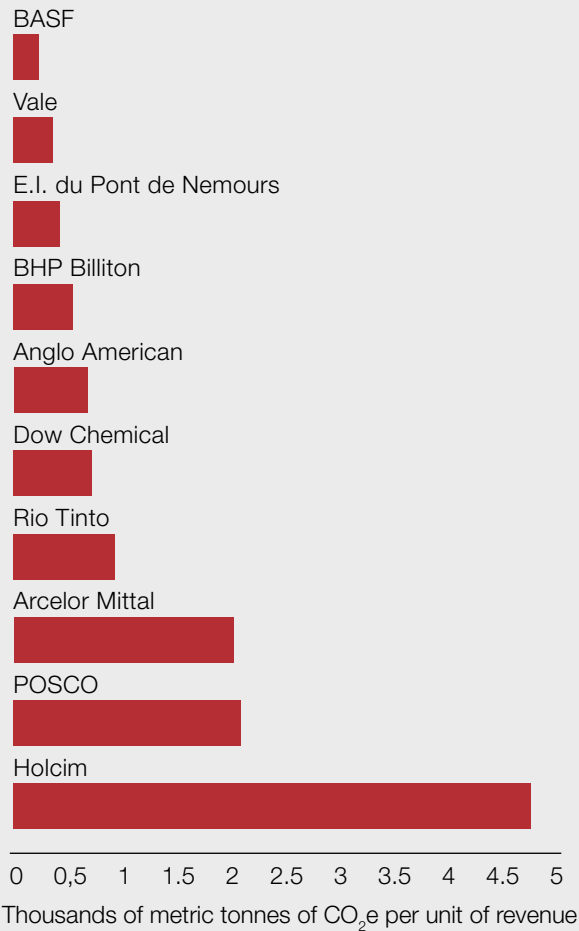 BASF
Vale
E.I. du Pont de Nemours
BHP Billiton
Anglo American
Dow Chemical
Rio Tinto
Arcelor Mittal
POSCO
Holcim
0 0,5 1 1.5 2 2.5 3 3.5 4 4.5 5
Thousands of metric tonnes of CO₂e per unit of revenue